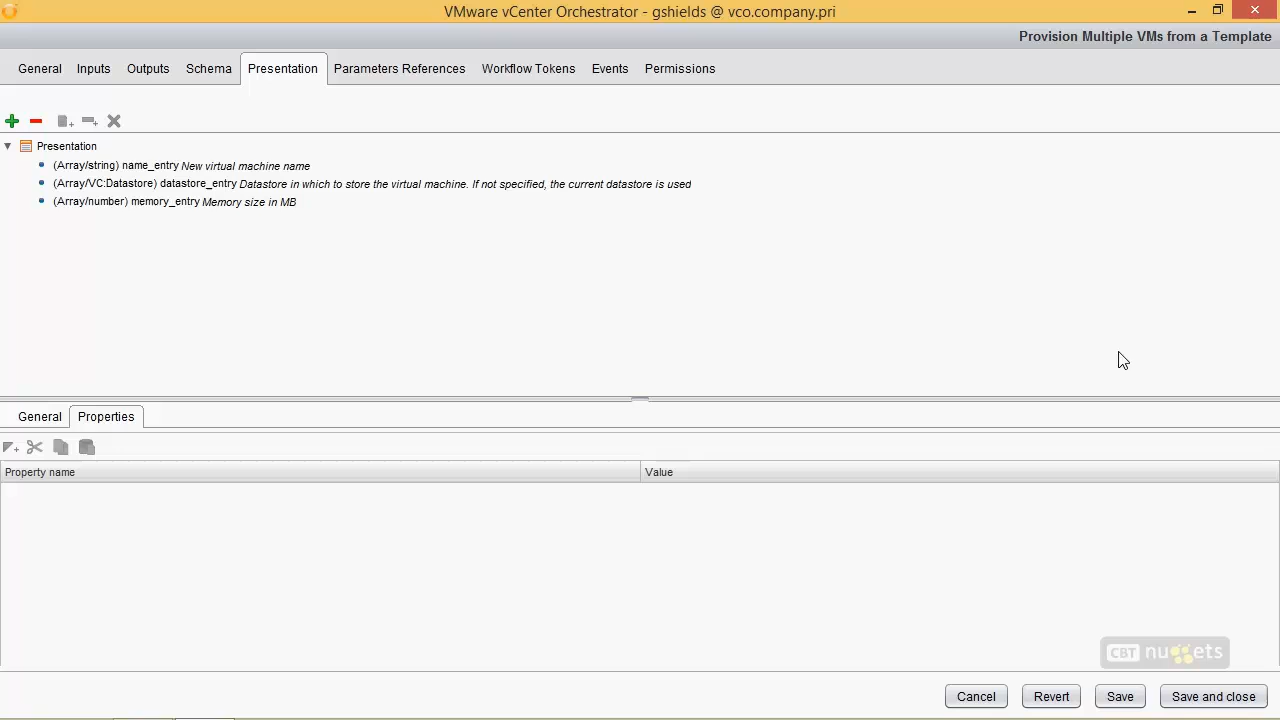 VMware vCenter Orchestrator - gshields @ vco.company.pri
Provision Multiple VMs from a Template
General Inputs Outputs Schema Presentation Parameters References Workflow Tokens Events Permissions
Presentation
(Array/string) name_entry New virtual machine name
(Array/VC:Datastore) datastore_entry Datastore in which to store the virtual machine. If not specified, the current datastore is used
(Array/number) memory_entry Memory size in MB
General Properties
Property name Value
CBT nuggets
Cancel Revert Save Save and close